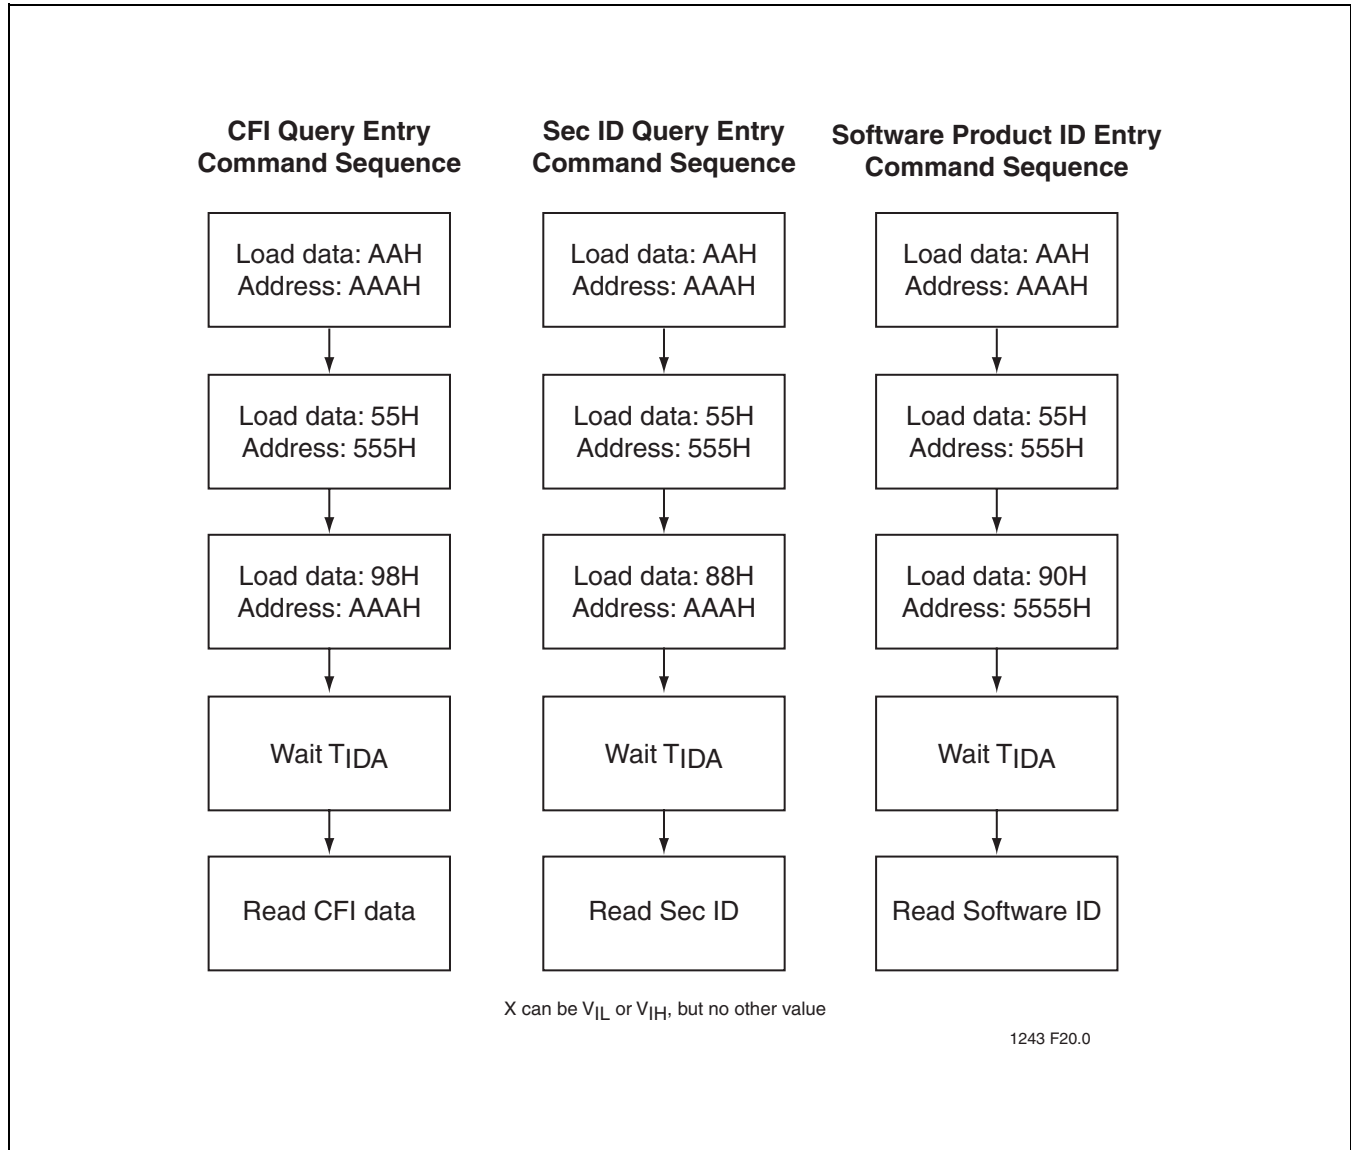 CFI Query Entry
Command Sequence
Load data: AAH
Address: AAAH
Load data: 55H
Address: 555H
Load data: 98H
Address: AAAH
Wait TIDA
Read CFI data
Sec ID Query Entry
Command Sequence
Load data: AAH
Address: AAAH
Load data: 55H
Address: 555H
Load data: 88H
Address: AAAH
Wait TIDA
Read Sec ID
Software Product ID Entry
Command Sequence
Load data: AAH
Address: AAAH
Load data: 55H
Address: 555H
Load data: 90H
Address: 5555H
Wait TIDA
Read Software ID
X can be VIL or VIH, but no other value
1243 F20.0